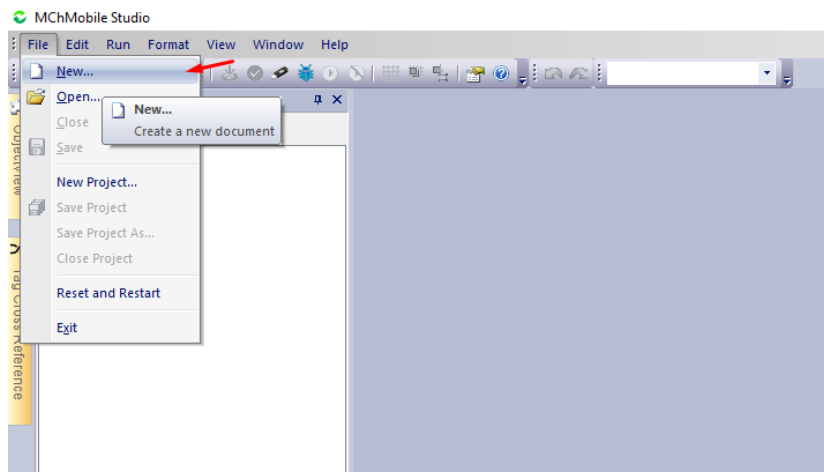 MChMobile Studio
File Edit Run Format View Window Help
New...
Open...
New...
Create a new document
Close
Save
New Project...
Save Project
Save Project As...
Close Project
Reset and Restart
Exit
Tag Cross Reference